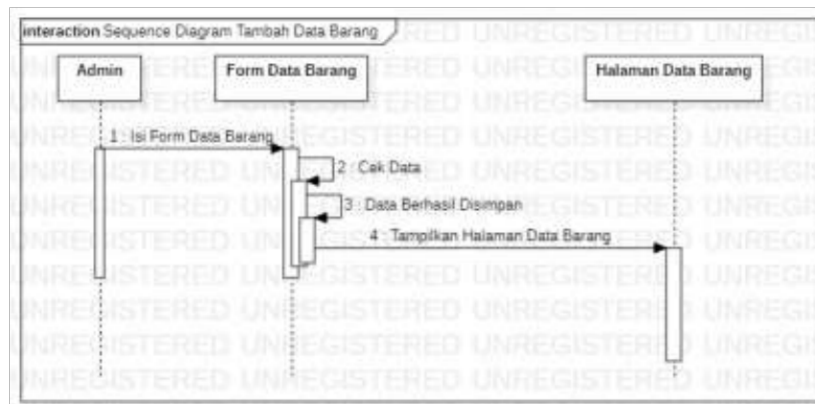 interaction Sequence Diagram Tambah Data Barang
Admin
Form Data Barang
Halaman Data Barang
1 : Isi Form Data Barang
2 : Cek Data
3 : Data Berhasil Disimpan
4 : Tampilkan Halaman Data Barang
UNREGISTERED